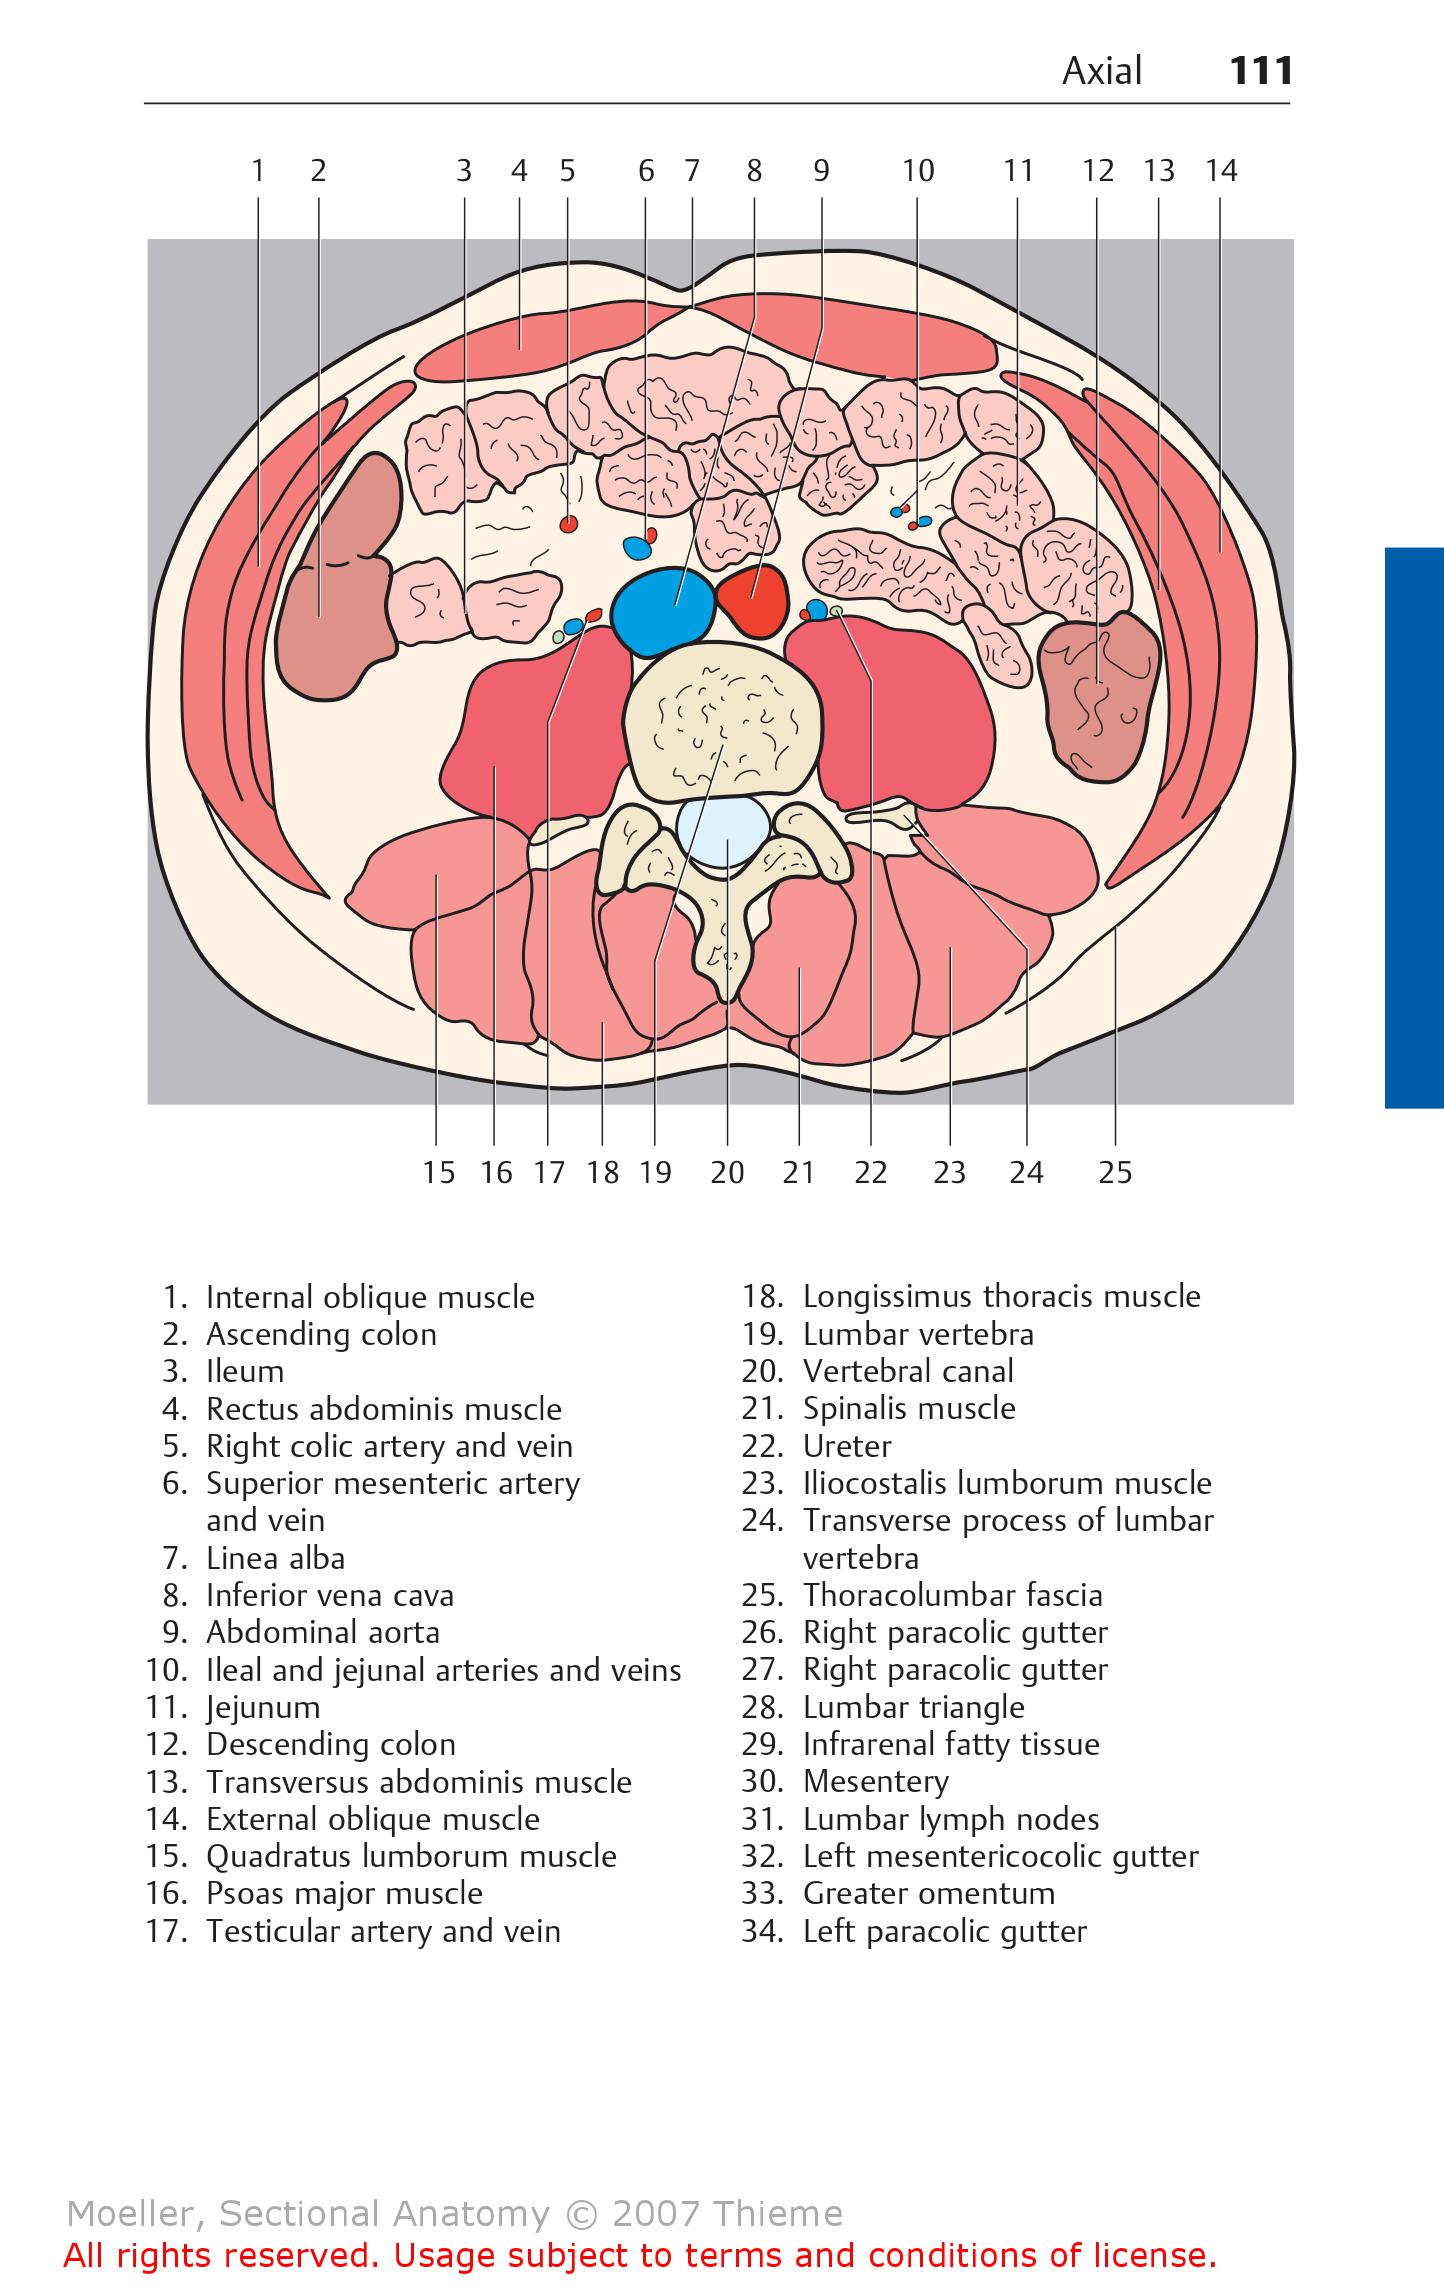 Axial 111
1 2 3 4 5 6 7 8 9 10 11 12 13 14
15 16 17 18 19 20 21 22 23 24 25
1. Internal oblique muscle
2. Ascending colon
3. Ileum
4. Rectus abdominis muscle
5. Right colic artery and vein
6. Superior mesenteric artery
and vein
7. Linea alba
8. Inferior vena cava
9. Abdominal aorta
10. Ileal and jejunal arteries and veins
11. Jejunum
12. Descending colon
13. Transversus abdominis muscle
14. External oblique muscle
15. Quadratus lumborum muscle
16. Psoas major muscle
17. Testicular artery and vein
18. Longissimus thoracis muscle
19. Lumbar vertebra
20. Vertebral canal
21. Spinalis muscle
22. Ureter
23. Iliocostalis lumborum muscle
24. Transverse process of lumbar
vertebra
25. Thoracolumbar fascia
26. Right paracolic gutter
27. Right paracolic gutter
28. Lumbar triangle
29. Infrarenal fatty tissue
30. Mesentery
31. Lumbar lymph nodes
32. Left mesentericocolic gutter
33. Greater omentum
34. Left paracolic gutter
Moeller, Sectional Anatomy © 2007 Thieme
All rights reserved. Usage subject to terms and conditions of license.